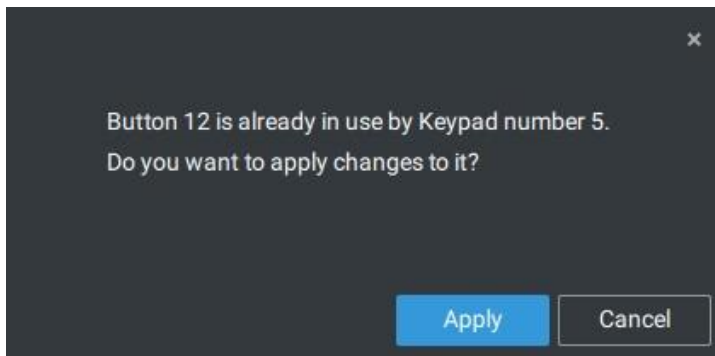 ×
Button 12 is already in use by Keypad number 5.
Do you want to apply changes to it?
Apply Cancel